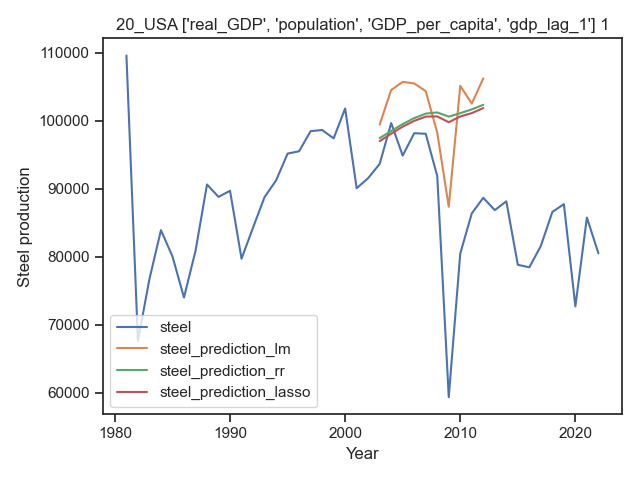 20_USA ['real_GDP', 'population', 'GDP_per_capita', 'gdp_lag_1'] 1
110000
100000
90000
80000
70000
60000
Steel production
steel
steel_prediction_lm
steel_prediction_rr
steel_prediction_lasso
1980
1990
2000
2010
2020
Year